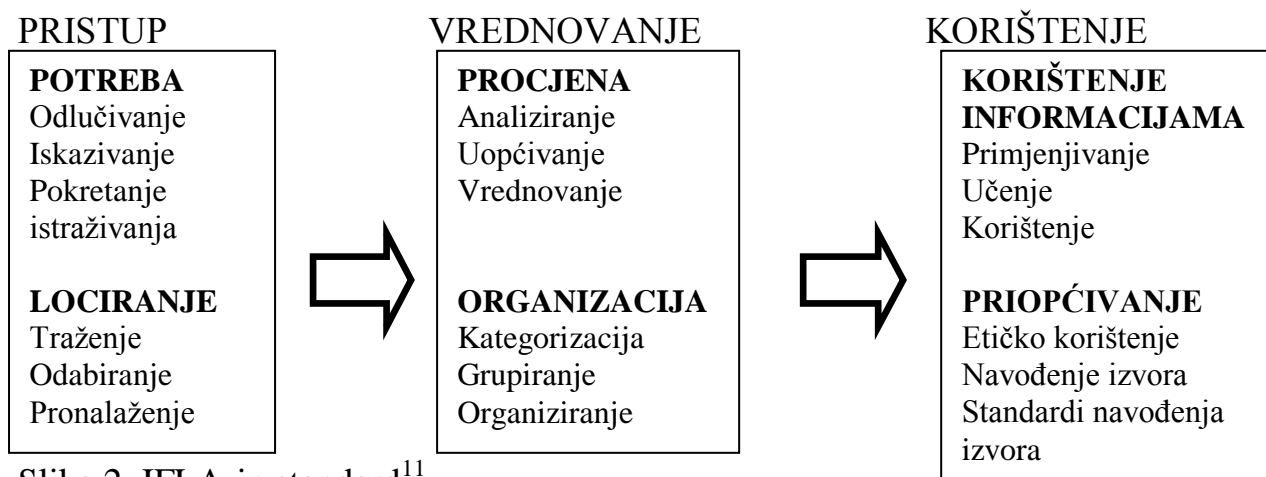 PRISTUP
POTREBA
Odlučivanje
Iskazivanje
Pokretanje
istraživanja
LOCIRANJE
Traženje
Odabiranje
Pronalaženje
VREDNOVANJE
PROCJENA
Analiziranje
Uopćivanje
Vrednovanje
ORGANIZACIJA
Kategorizacija
Grupiranje
Organiziranje
KORIŠTENJE
KORIŠTENJE
INFORMACIJAMA
Primjenjivanje
Učenje
Korištenje
PRIOPĆIVANJE
Etičko korištenje
Navođenje izvora
Standardi navođenja
izvora
Slika 2. IFLA-in standard11